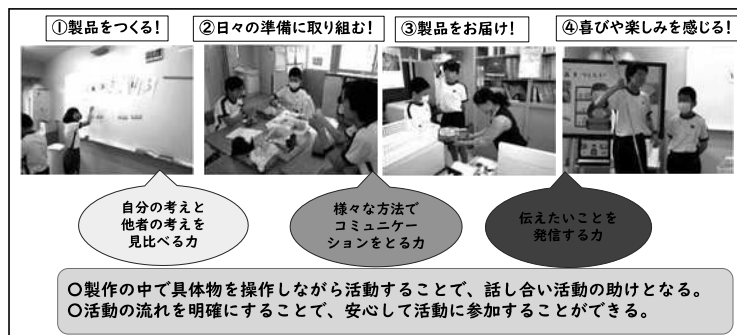 ①製品をつくる!
②日々の準備に取り組む!
③製品をお届け!
④喜びや楽しみを感じる!
自分の考えと
他者の考えを
見比べる力
様々な方法で
コミュニケー
ションをとる力
伝えたいことを
発信する力
〇製作の中で具体物を操作しながら活動することで、話し合い活動の助けとなる。
〇活動の流れを明確にすることで、安心して活動に参加することができる。